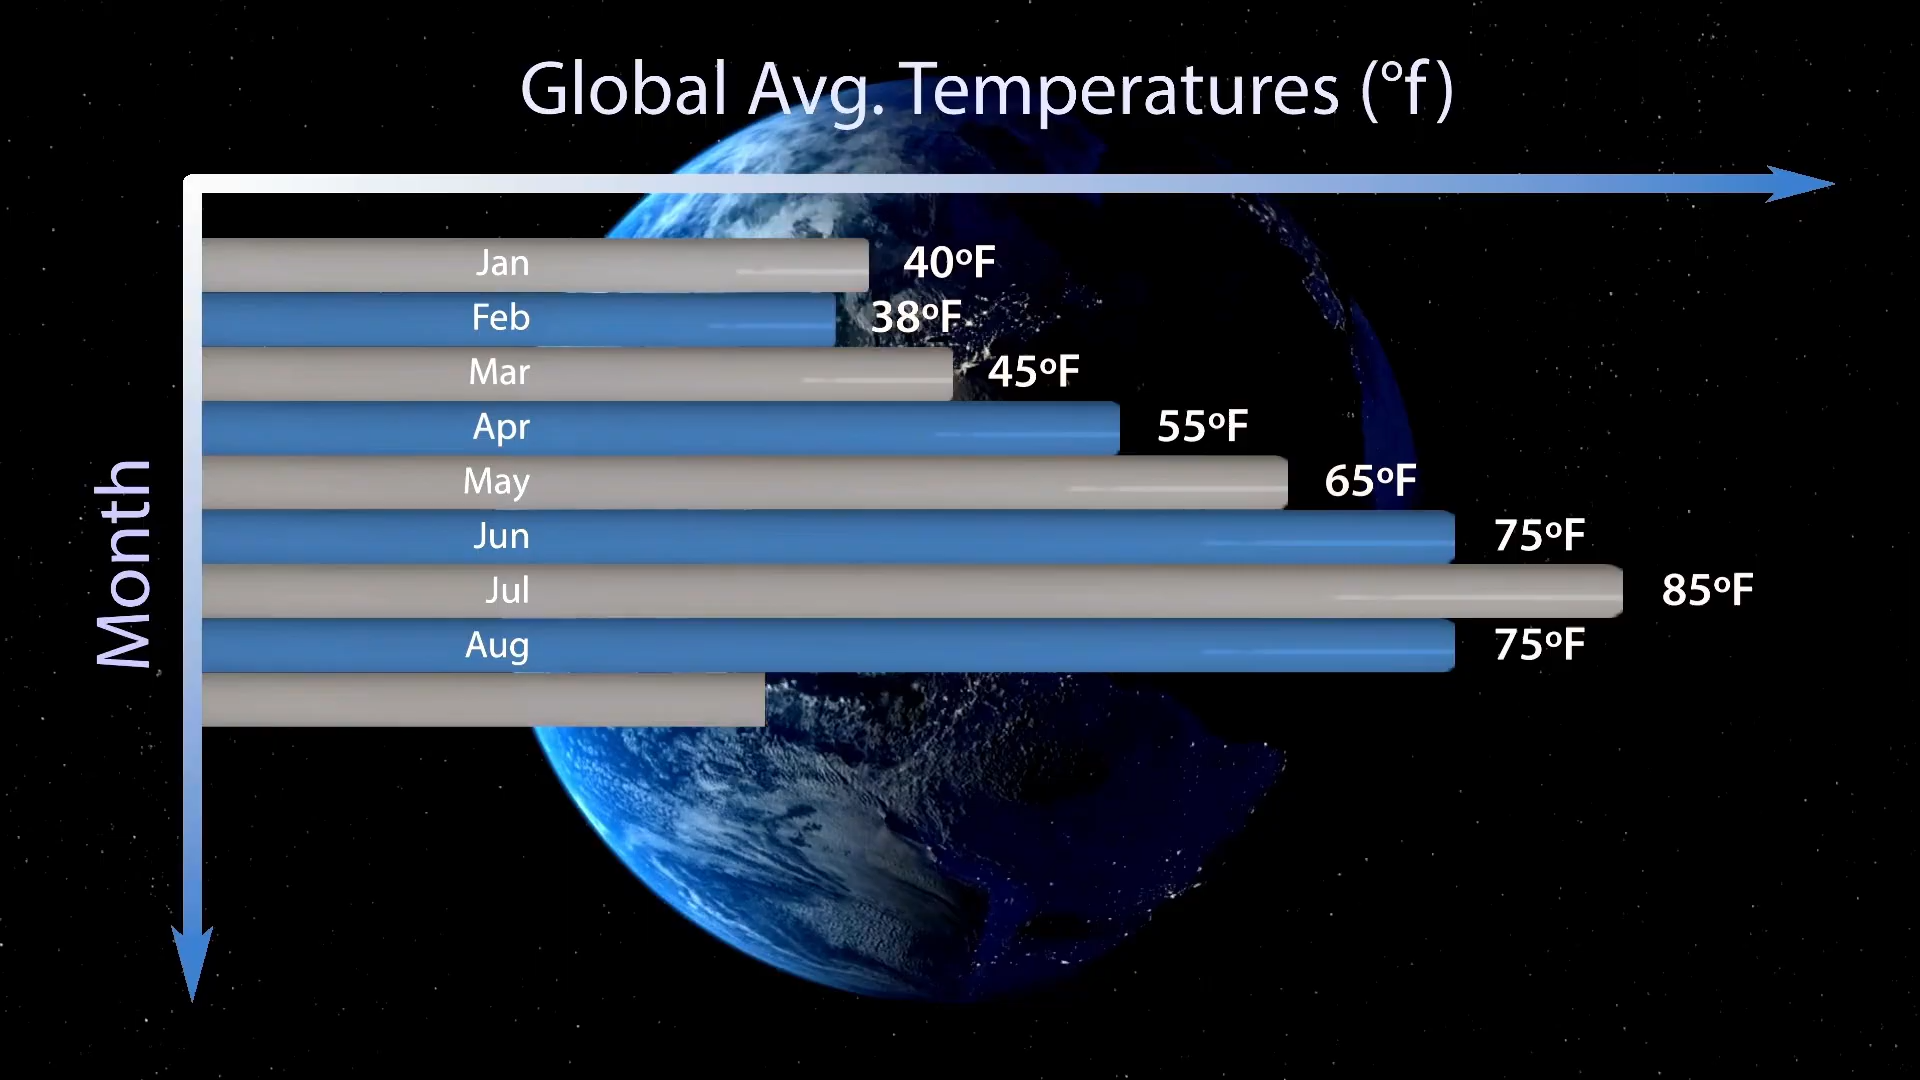 Global Avg. Temperatures (°f)
Month
Jan 40ºF
Feb 38ºF
Mar 45ºF
Apr 55ºF
May 65ºF
Jun 75ºF
Jul 85ºF
Aug 75ºF